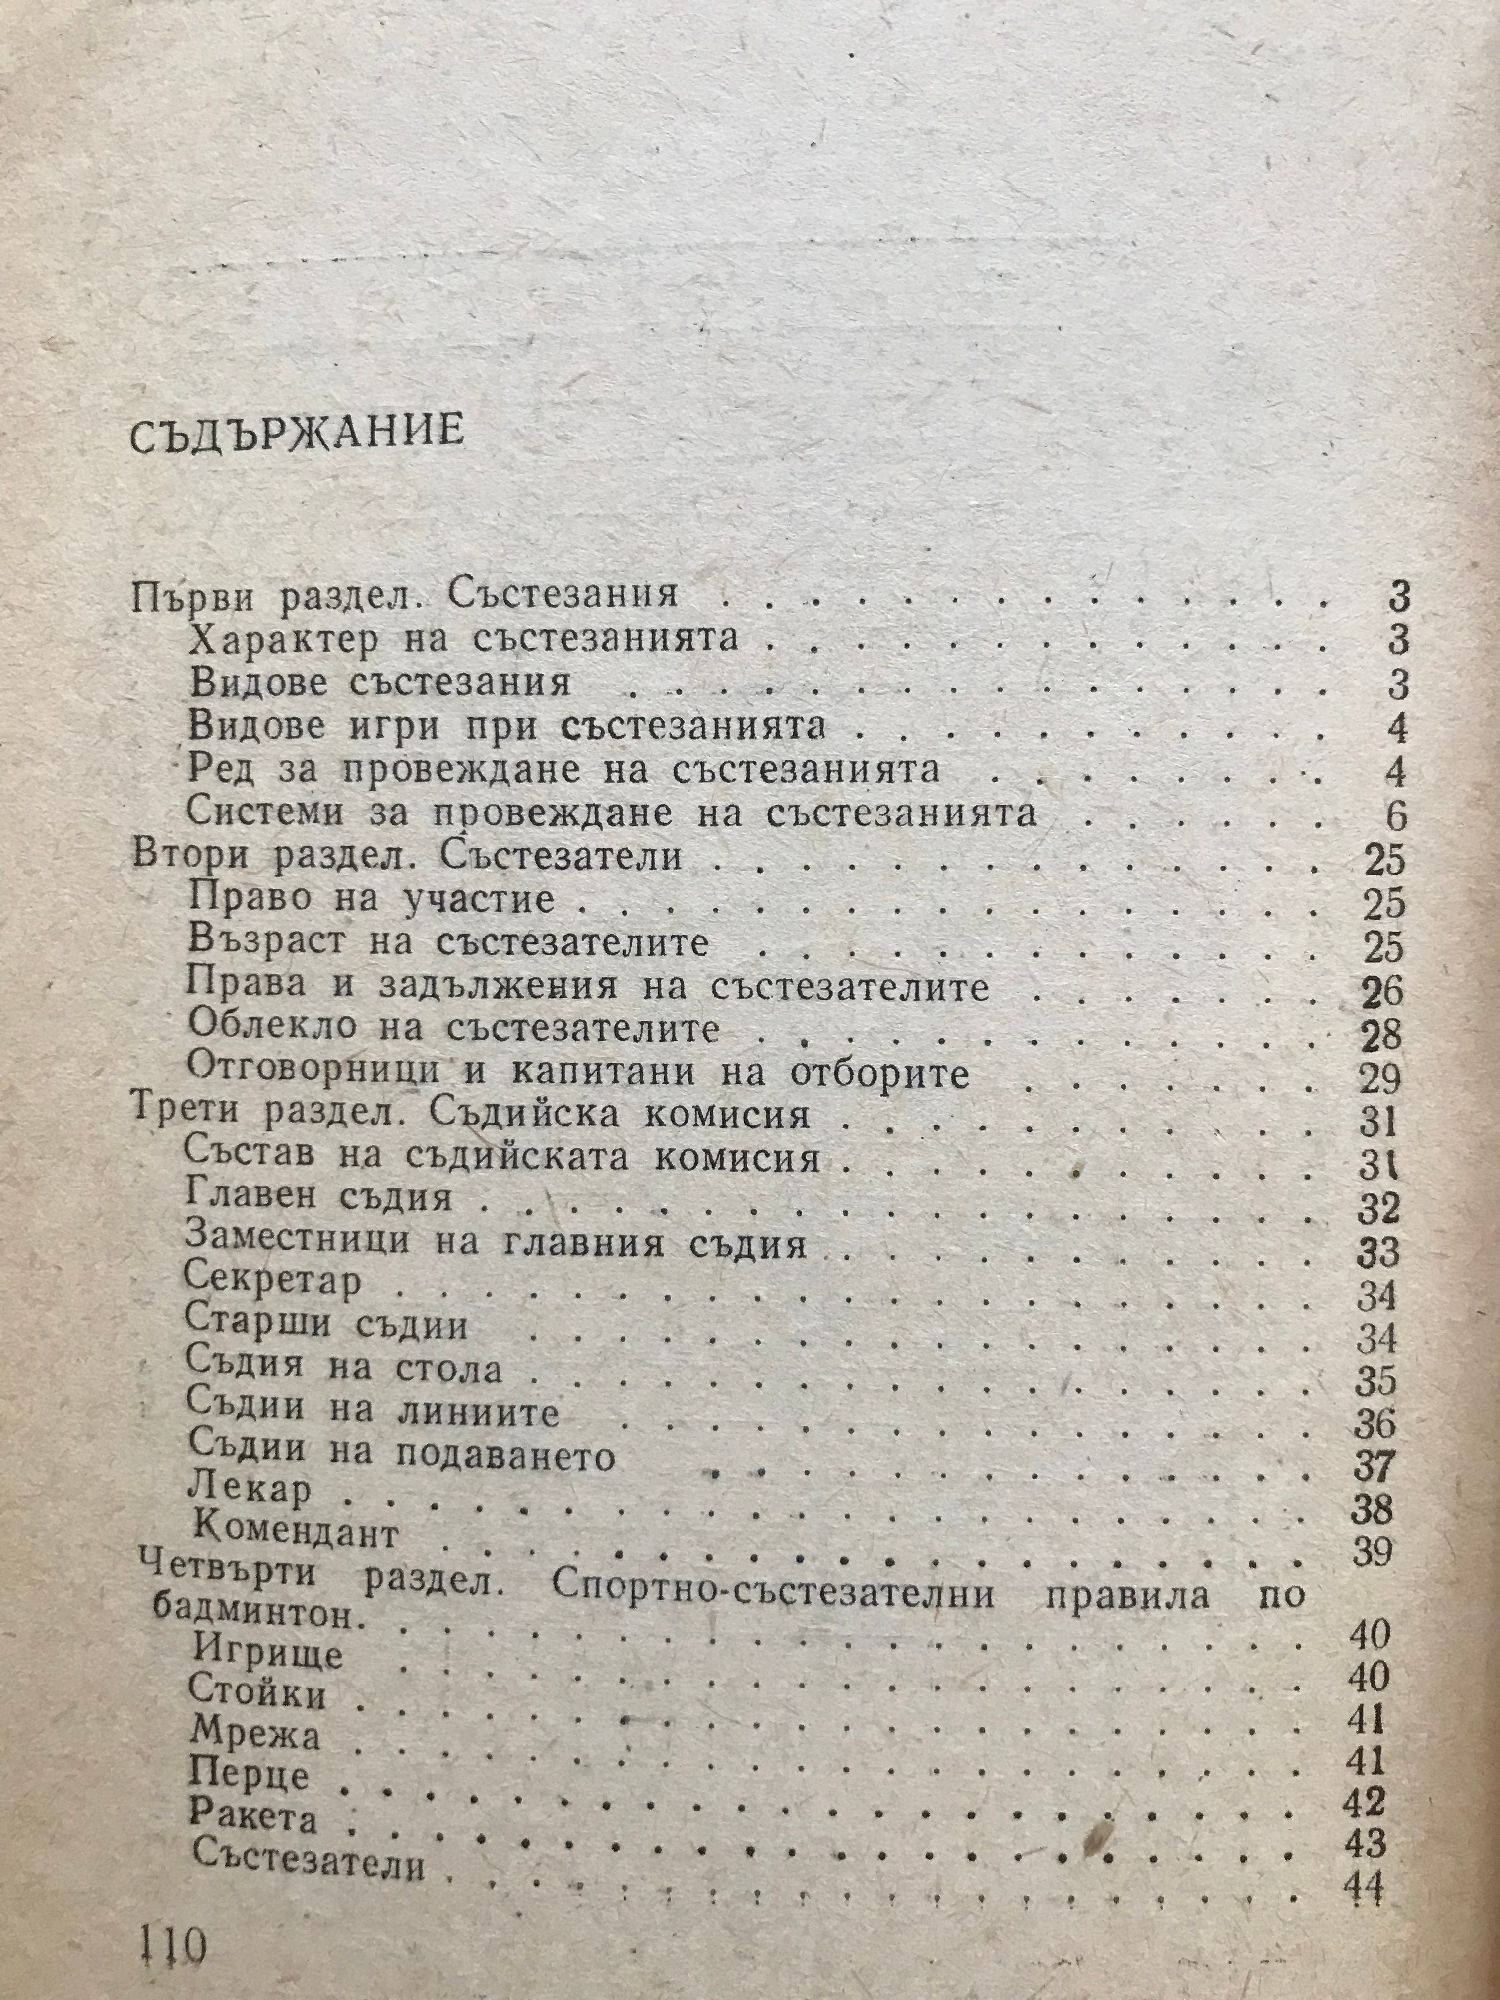 СЪДЪРЖАНИЕ
Първи раздел. Състезания . . . . . . . . . . . . . . 3
Характер на състезанията . . . . . . . . . . . . . 3
Видове състезания . . . . . . . . . . . . . . . . 3
Видове игри при състезанията . . . . . . . . . . . 4
Ред за провеждане на състезанията . . . . . . . . 4
Системи за провеждане на състезанията . . . . . . 6
Втори раздел. Състезатели . . . . . . . . . . . . . . 25
Право на участие . . . . . . . . . . . . . . . . . 25
Възраст на състезателите . . . . . . . . . . . . . 25
Права и задължения на състезателите . . . . . . . 26
Облекло на състезателите . . . . . . . . . . . . . 28
Отговорници и капитани на отборите . . . . . . . 29
Трети раздел. Съдийска комисия . . . . . . . . . . . 31
Състав на съдийската комисия . . . . . . . . . . . 31
Главен съдия . . . . . . . . . . . . . . . . . . . 32
Заместници на главния съдия . . . . . . . . . . . 33
Секретар . . . . . . . . . . . . . . . . . . . . . 34
Старши съдии . . . . . . . . . . . . . . . . . . 34
Съдия на стола . . . . . . . . . . . . . . . . . . 35
Съдии на линиите . . . . . . . . . . . . . . . . 36
Съдии на подаването . . . . . . . . . . . . . . 37
Лекар . . . . . . . . . . . . . . . . . . . . . . 38
Комендант . . . . . . . . . . . . . . . . . . . . 39
Четвърти раздел. Спортно-състезателни правила по
бадминтон. . . . . . . . . . . . . . . . . . . . . . 40
Игрище . . . . . . . . . . . . . . . . . . . . . 40
Стойки . . . . . . . . . . . . . . . . . . . . . . 41
Мрежа . . . . . . . . . . . . . . . . . . . . . . 41
Перце . . . . . . . . . . . . . . . . . . . . . . 42
Ракета . . . . . . . . . . . . . . . . . . . . . . 43
Състезатели . . . . . . . . . . . . . . . . . . . . 44
110